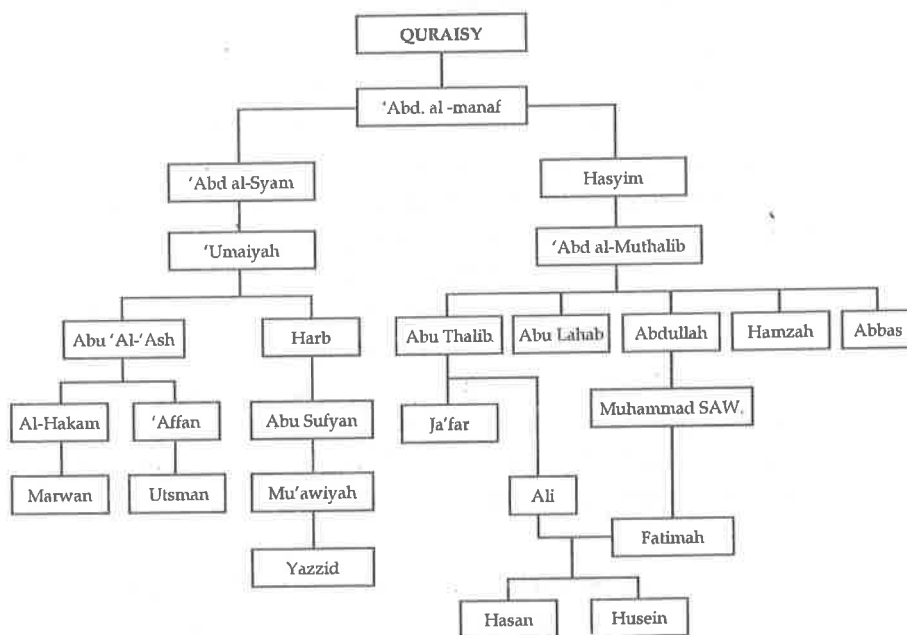 QURAISY
'Abd. al -manaf
'Abd al-Syam
Hasyim
'Umaiyah
'Abd al-Muthalib
Abu 'Al-'Ash
Harb
Abu Thalib
Abu Lahab
Abdullah
Hamzah
Abbas
Al-Hakam
'Affan
Abu Sufyan
Ja'far
Muhammad SAW.
Marwan
Utsman
Mu'awiyah
Ali
Fatimah
Yazzid
Hasan
Husein